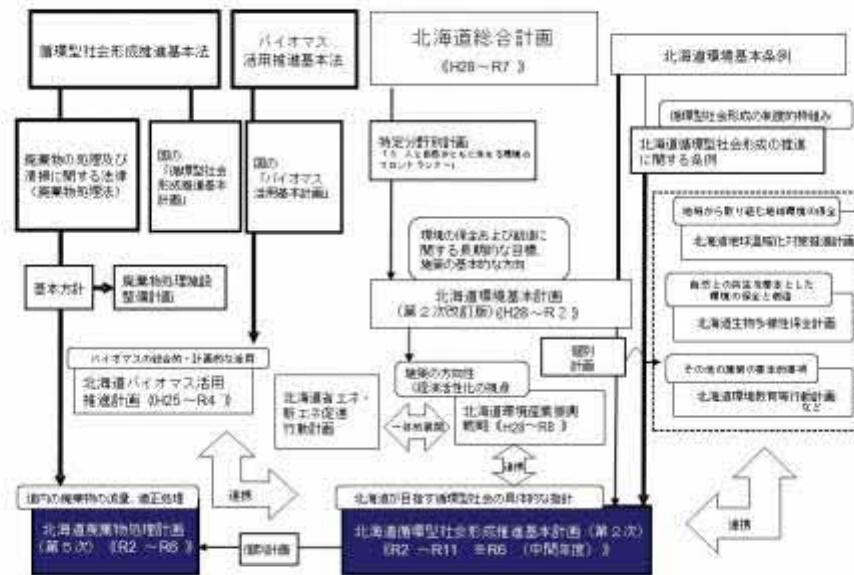 循環型社会形成推進基本法
バイオマス
活用推進基本法
北海道総合計画
《H28～R7 》
北海道環境基本条例
循環型社会形成の制度的枠組み
北海道循環型社会形成の推進
に関する条例
廃棄物の処理及び
清掃に関する法律
（廃棄物処理法）
国の
「循環型社会
形成推進基本
計画」
国の
「バイオマス
活用基本計画」
特定分野別計画
地域から取り組む地球環境の保全
北海道地球温暖化対策推進計画
環境の保全および創造に
関する長期的な目標、
施策の基本的な方向
基本方針
廃棄物処理施設
整備計画
北海道環境基本計画
（第２次改訂版）《H28～R2 》
自然との共生を基本とした
環境の保全と創造
北海道生物多様性保全計画
個別
計画
バイオマスの総合的・計画的な活用
北海道バイオマス活用
推進計画 《H25～R4 》
施策の方向性
（経済活性化の視点
その他の施策の基本的事項
北海道環境教育等行動計画
など
北海道省エネ・
新エネ促進
行動計画
一体的展開
北海道環境産業振興
戦略 《H28～R8 》
連携
連携
連携
道内の廃棄物の減量、適正処理
北海道廃棄物処理計画
（第５次） 《R2 ～R6 》
個別計画
北海道が目指す循環型社会の具体的な指針
北海道循環型社会形成推進基本計画（第２次）
《R2 ～R11 ※R6 （中間年度）》